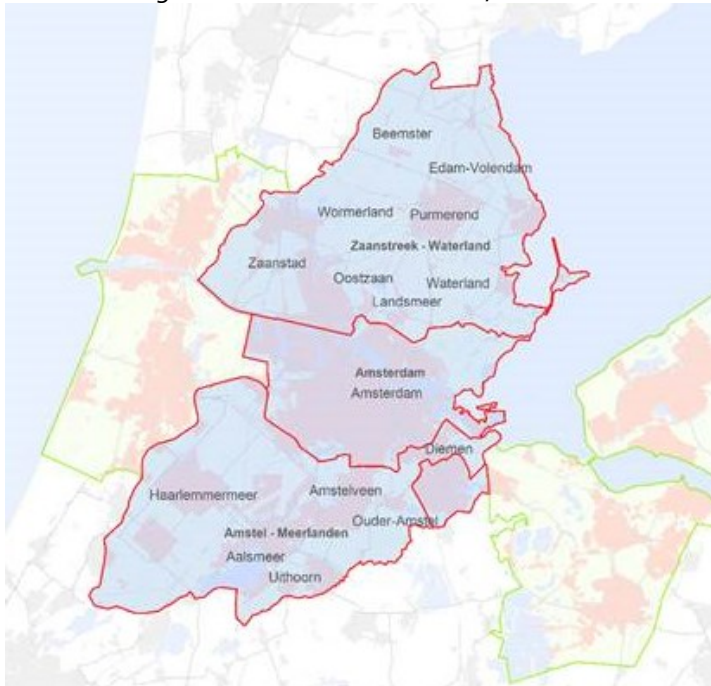 Beemster
Edam-Volendam
Wormerland
Purmerend
Zaanstreek - Waterland
Zaanstad
Oostzaan
Waterland
Landsmeer
Amsterdam
Amsterdam
Diemen
Haarlemmermeer
Amstelveen
Ouder-Amstel
Amstel - Meerlanden
Aalsmeer
Uithoorn